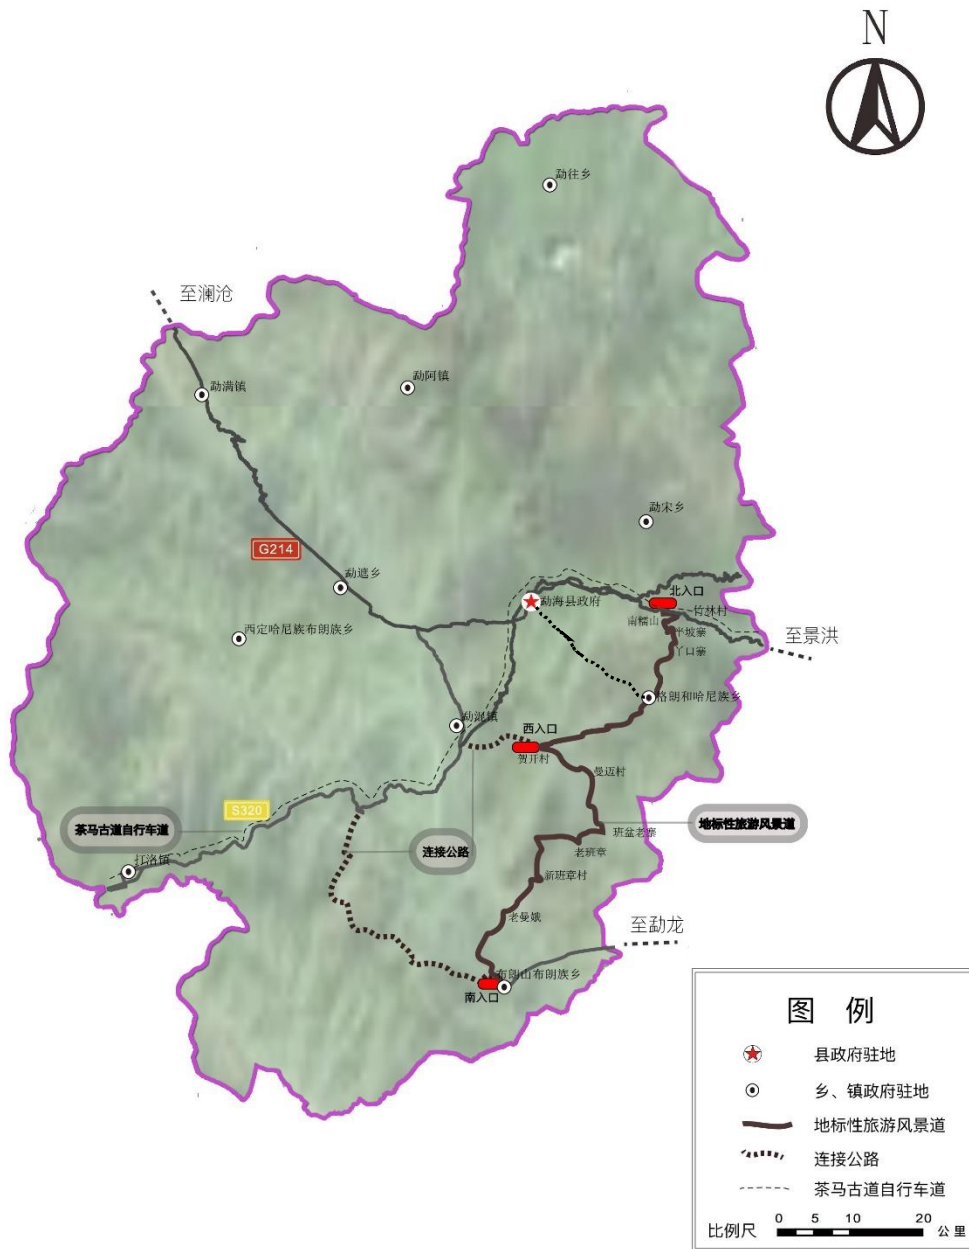 N
勐往乡
至澜沧
勐满镇
勐阿镇
勐宋乡
G214
勐遮乡
北入口
勐海县政府
竹林村
南糯山
半坡寨
至景洪
西定哈尼族布朗族乡
丫口寨
格朗和哈尼族乡
勐混镇
西入口
贺开村
曼迈村
S320
茶马古道自行车道
地标性旅游风景道
班盆老寨
连接公路
老班章
打洛镇
新班章村
老曼娥
至勐龙
布朗山布朗族乡
南入口
图 例
县政府驻地
乡、镇政府驻地
地标性旅游风景道
连接公路
茶马古道自行车道
比例尺 0 5 10 20 公里